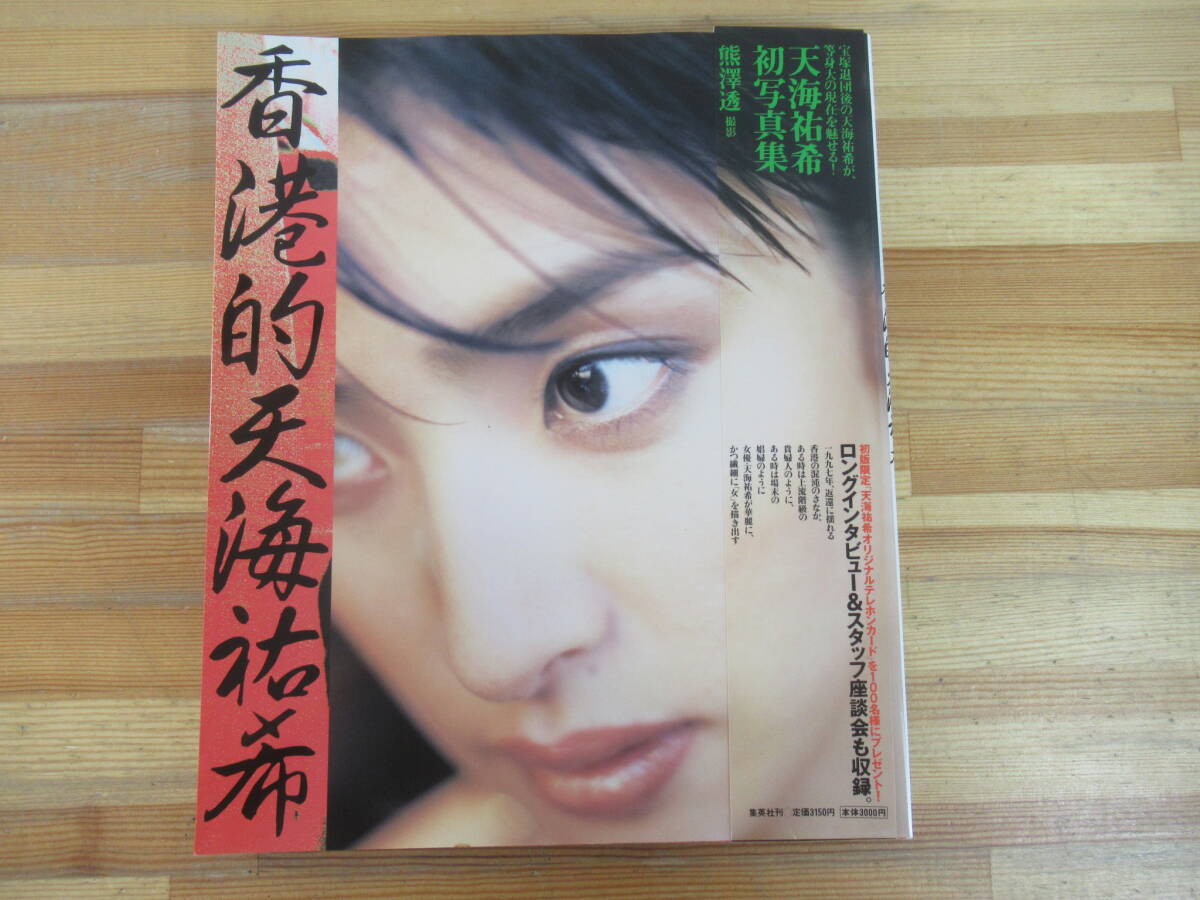 香港的天海祐希
宝塚退団後の天海祐希が、
等身大の現在を魅せる!
天海祐希
初写真集
熊澤透 撮影
初版限定「天海祐希オリジナルテレホンカード」を100名様にプレゼント!
ロングインタビュー&スタッフ座談会も収録。
一九九七年、返還に揺れる
香港の混沌のさなか、
ある時は上流階級の
貴婦人のように、
ある時は場末の
娼婦のように
女優・天海祐希が華麗に、
かつ繊細に「女」を描き出す
集英社刊 定価3150円 本体3000円